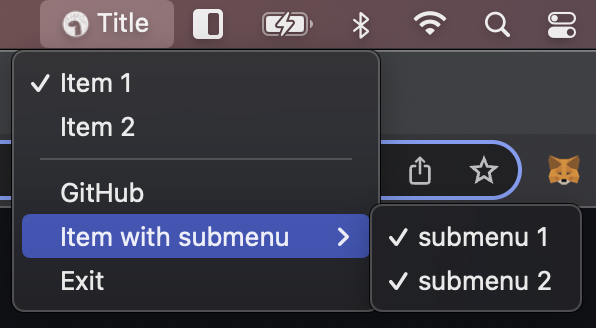 Title
Item 1
Item 2
GitHub
Item with submenu
submenu 1
submenu 2
Exit